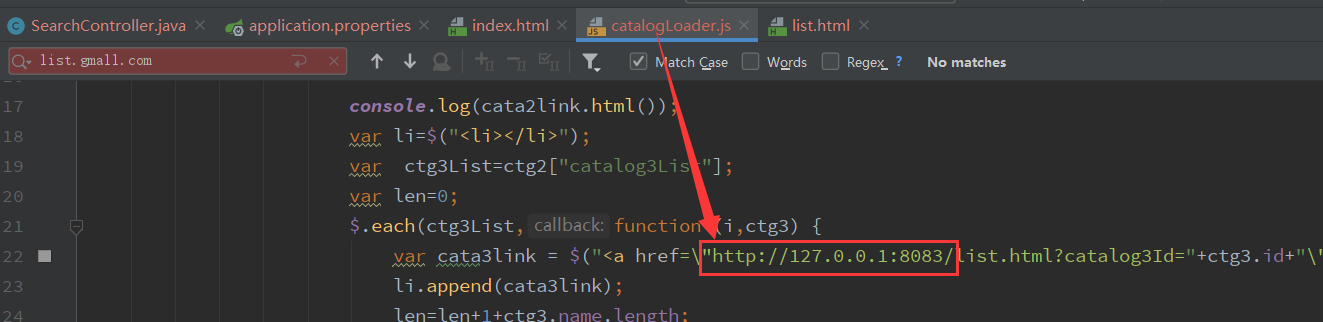 SearchController.java application.properties index.html catalogLoader.js list.html
list.gmall.com Match Case Words Regex ? No matches
17 console.log(cata2link.html());
18 var li=$("<li></li>");
19 var ctg3List=ctg2["catalog3List"];
20 var len=0;
21 $.each(ctg3List, callback: function (i,ctg3) {
22 var cata3link = $("<a href=\"http://127.0.0.1:8083/list.html?catalog3Id="+ctg3.id+"\"
23 li.append(cata3link);
24 len=len+1+ctg3.name.length;